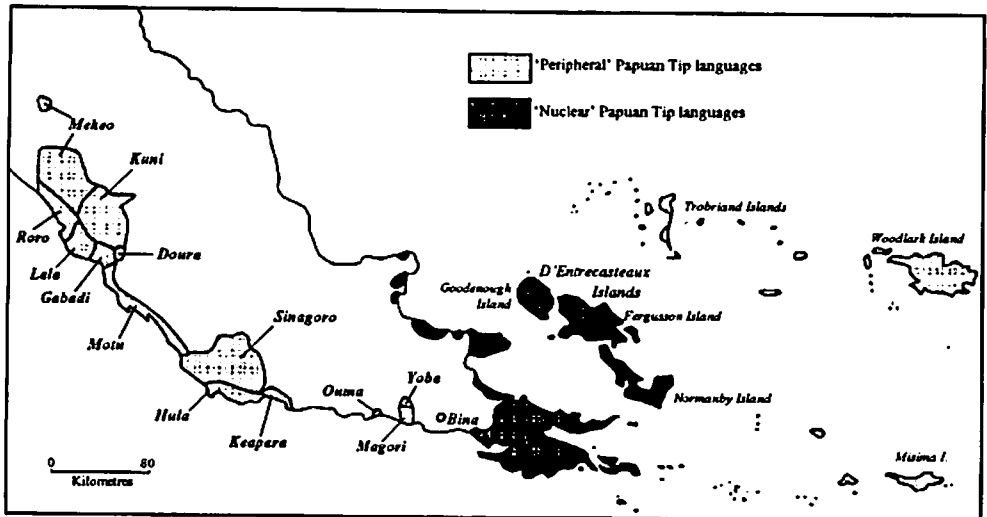 'Peripheral' Papuan Tip languages
'Nuclear' Papuan Tip languages
Mekeo
Kuni
Roro
Lala
Doura
Gabadi
Motu
Sinagoro
Hula
Keapara
Ouma
Yoba
Magori
Bina
Trobriand Islands
Woodlark Island
D'Entrecasteaux
Islands
Goodenough
Island
Fergusson Island
Normanby Island
Misima I.
0 80
Kilometres